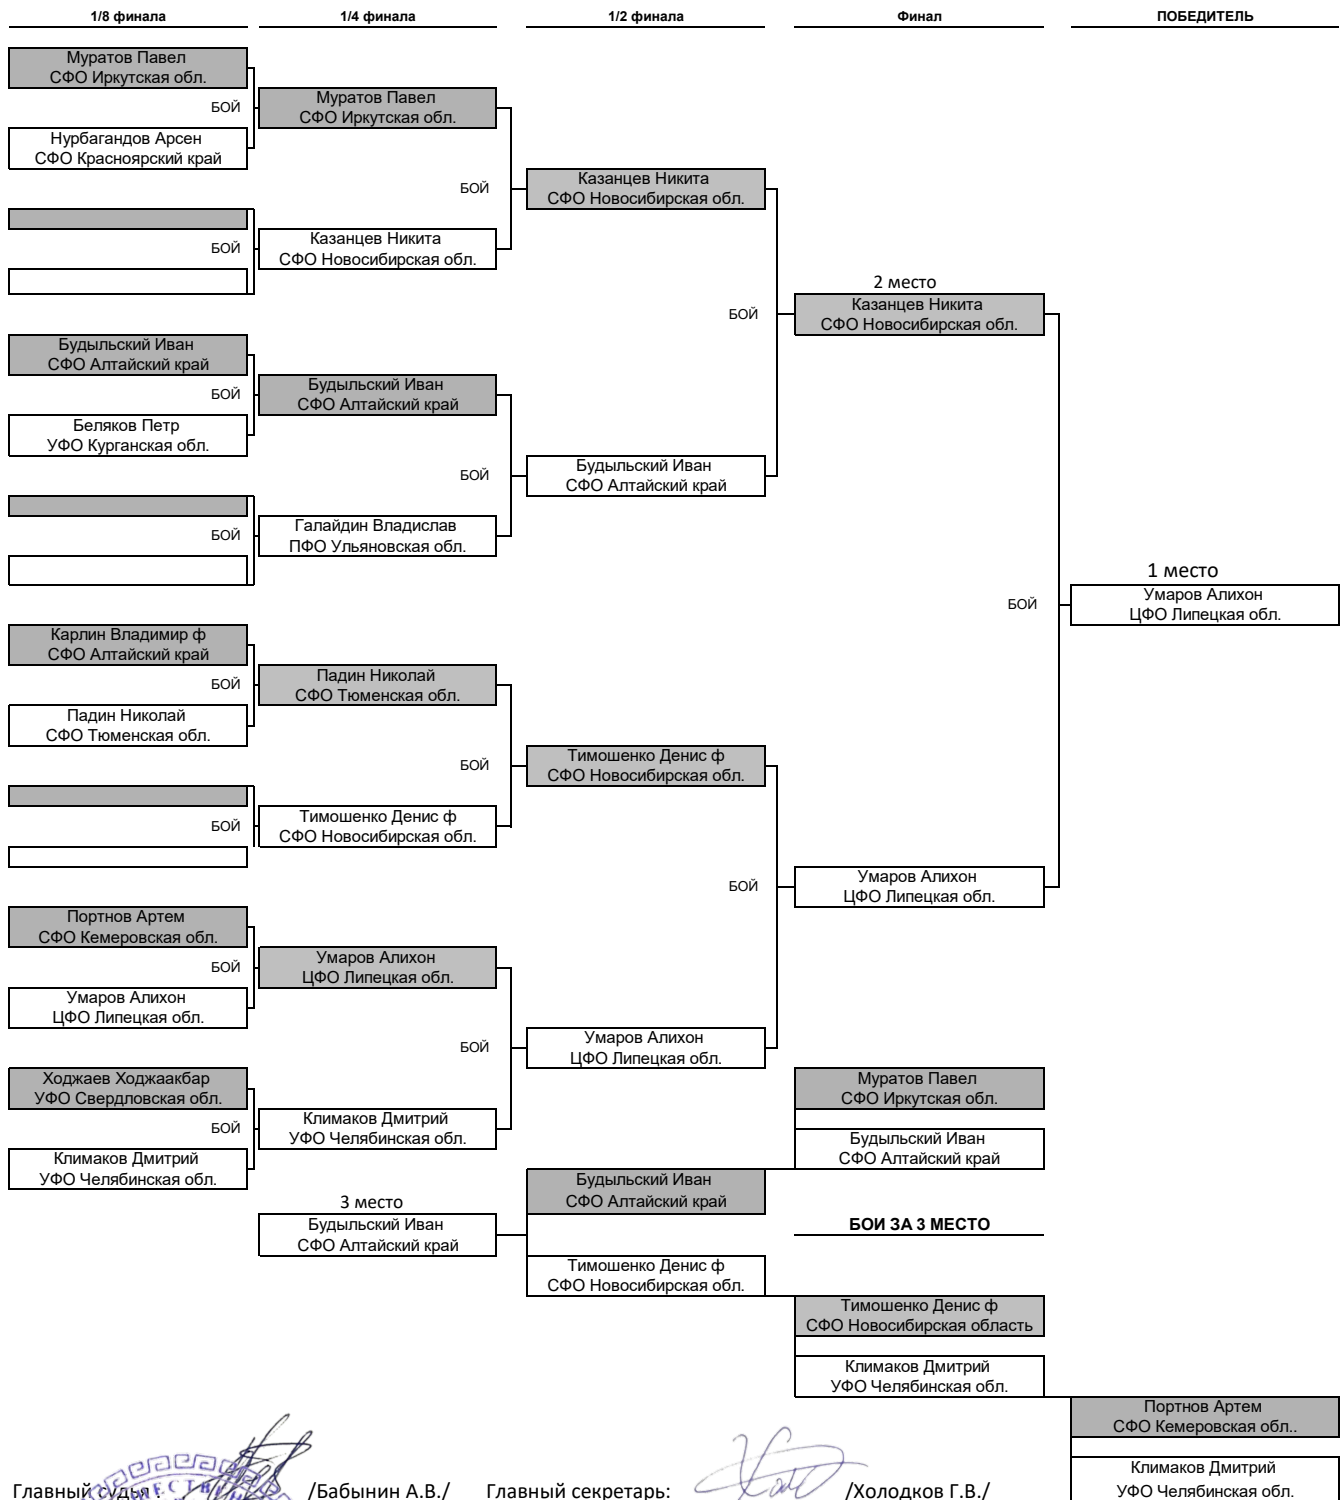 1/8 финала
1/4 финала
1/2 финала
Финал
ПОБЕДИТЕЛЬ
Муратов Павел
СФО Иркутская обл.
БОЙ
Муратов Павел
СФО Иркутская обл.
Нурбагандов Арсен
СФО Красноярский край
БОЙ
Казанцев Никита
СФО Новосибирская обл.
БОЙ
Казанцев Никита
СФО Новосибирская обл.
2 место
Казанцев Никита
СФО Новосибирская обл.
БОЙ
Будыльский Иван
СФО Алтайский край
БОЙ
Будыльский Иван
СФО Алтайский край
Беляков Петр
УФО Курганская обл.
БОЙ
Будыльский Иван
СФО Алтайский край
БОЙ
Галайдин Владислав
ПФО Ульяновская обл.
1 место
Умаров Алихон
ЦФО Липецкая обл.
БОЙ
Карлин Владимир ф
СФО Алтайский край
БОЙ
Падин Николай
СФО Тюменская обл.
Падин Николай
СФО Тюменская обл.
БОЙ
Тимошенко Денис ф
СФО Новосибирская обл.
БОЙ
Тимошенко Денис ф
СФО Новосибирская обл.
БОЙ
Умаров Алихон
ЦФО Липецкая обл.
Портнов Артем
СФО Кемеровская обл.
БОЙ
Умаров Алихон
ЦФО Липецкая обл.
Умаров Алихон
ЦФО Липецкая обл.
БОЙ
Умаров Алихон
ЦФО Липецкая обл.
Ходжаев Ходжаакбар
УФО Свердловская обл.
БОЙ
Климаков Дмитрий
УФО Челябинская обл.
Климаков Дмитрий
УФО Челябинская обл.
Муратов Павел
СФО Иркутская обл.
Будыльский Иван
СФО Алтайский край
Будыльский Иван
СФО Алтайский край
3 место
Будыльский Иван
СФО Алтайский край
БОИ ЗА 3 МЕСТО
Тимошенко Денис ф
СФО Новосибирская обл.
Тимошенко Денис ф
СФО Новосибирская область
Климаков Дмитрий
УФО Челябинская обл.
Портнов Артем
СФО Кемеровская обл..
Климаков Дмитрий
УФО Челябинская обл.
Главный судья: /Бабынин А.В./ Главный секретарь: /Холодков Г.В./